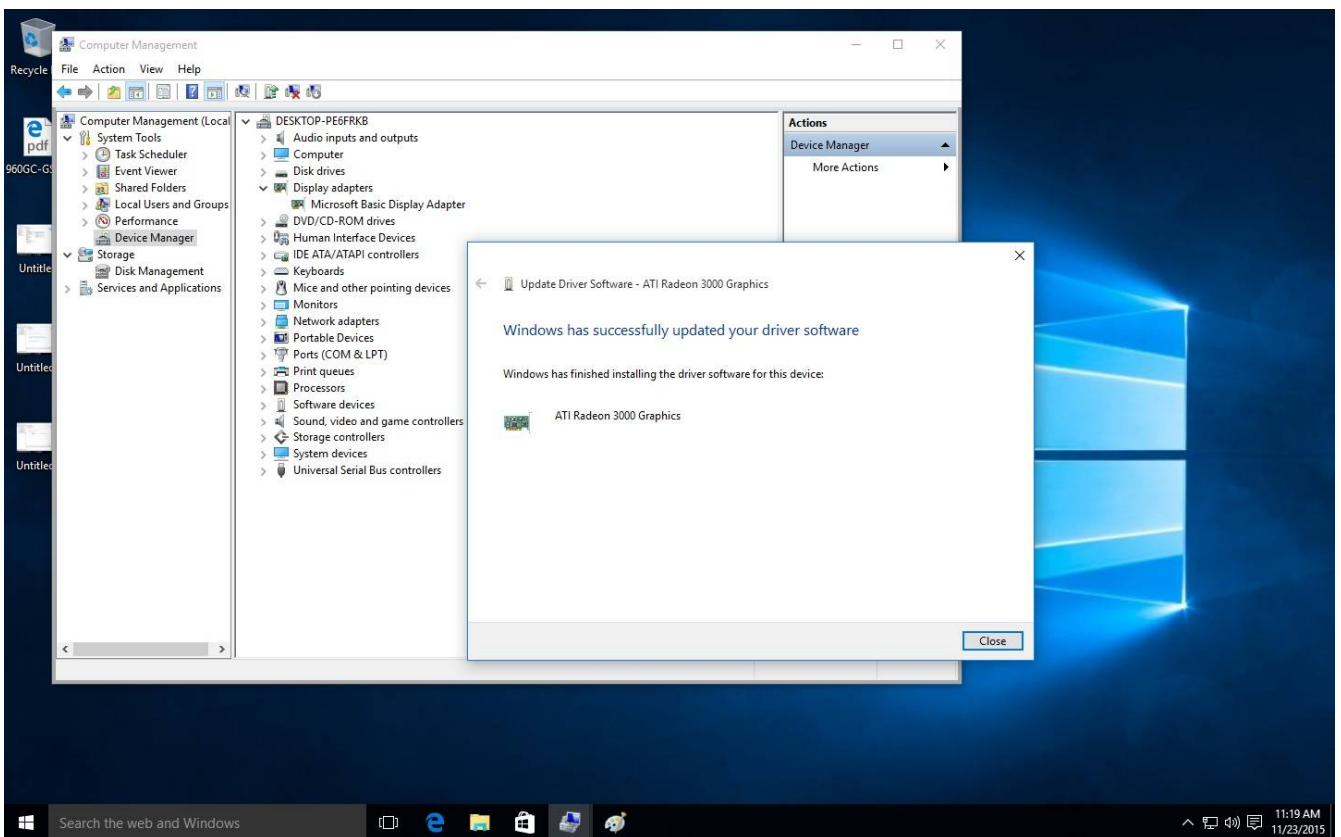 Recycle
pdf
960GC-GS
Untitle
Untitled
Untitled
Computer Management
File Action View Help
Computer Management (Local
System Tools
Task Scheduler
Event Viewer
Shared Folders
Local Users and Groups
Performance
Device Manager
Storage
Disk Management
Services and Applications
DESKTOP-PE6FRKB
Audio inputs and outputs
Computer
Disk drives
Display adapters
Microsoft Basic Display Adapter
DVD/CD-ROM drives
Human Interface Devices
IDE ATA/ATAPI controllers
Keyboards
Mice and other pointing devices
Monitors
Network adapters
Portable Devices
Ports (COM & LPT)
Print queues
Processors
Software devices
Sound, video and game controllers
Storage controllers
System devices
Universal Serial Bus controllers
Actions
Device Manager
More Actions
Update Driver Software - ATI Radeon 3000 Graphics
Windows has successfully updated your driver software
Windows has finished installing the driver software for this device:
ATI Radeon 3000 Graphics
Close
Search the web and Windows
11:19 AM
11/23/2015